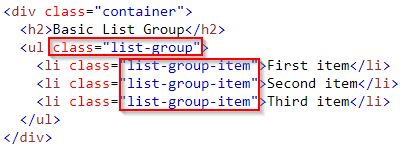 <div class="container">
  <h2>Basic List Group</h2>
  <ul class="list-group">
    <li class="list-group-item">First item</li>
    <li class="list-group-item">Second item</li>
    <li class="list-group-item">Third item</li>
  </ul>
</div>